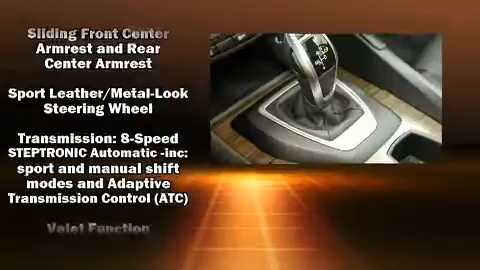 Sliding Front Center
Armrest and Rear
Center Armrest
Sport Leather/Metal-Look
Steering Wheel
Transmission: 8-Speed
STEPTRONIC Automatic -inc:
sport and manual shift
modes and Adaptive
Transmission Control (ATC)
Valet Function